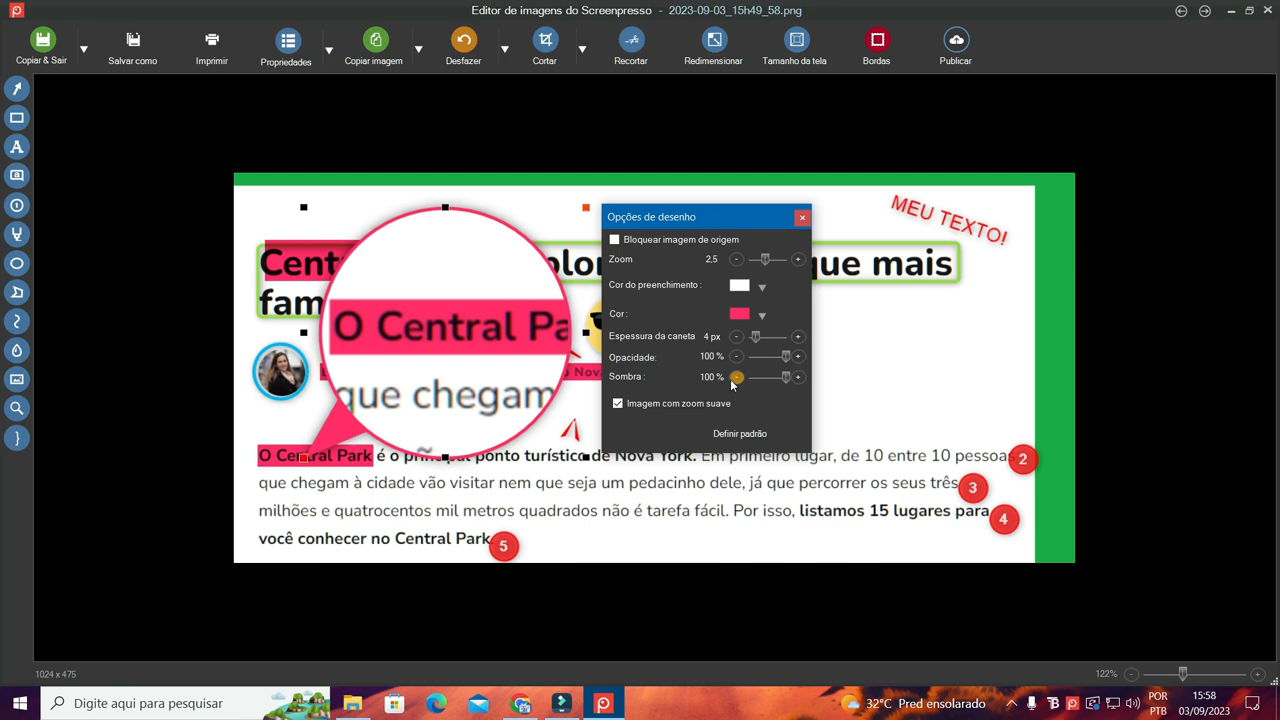 Editor de imagens do Screenpresso - 2023-09-03_15h49_58.png
Copiar & Sair
Salvar como
Imprimir
Propriedades
Copiar imagem
Desfazer
Cortar
Recortar
Redimensionar
Tamanho da tela
Bordas
Publicar
MEU TEXTO!
Cent
plo
que mais
fam
O Central Pa
que chegam
o Nov
Opções de desenho
Bloquear imagem de origem
Zoom 2,5
Cor do preenchimento :
Cor :
Espessura da caneta 4 px
Opacidade: 100 %
Sombra : 100 %
Imagem com zoom suave
Definir padrão
O Central Park é o principal ponto turístico de Nova York. Em primeiro lugar, de 10 entre 10 pessoas 2
que chegam à cidade vão visitar nem que seja um pedacinho dele, já que percorrer os seus três 3
milhões e quatrocentos mil metros quadrados não é tarefa fácil. Por isso, listamos 15 lugares para 4
você conhecer no Central Park. 5
1024 x 475
122%
Digite aqui para pesquisar
32°C Pred ensolarado
POR
PTB
15:58
03/09/2023